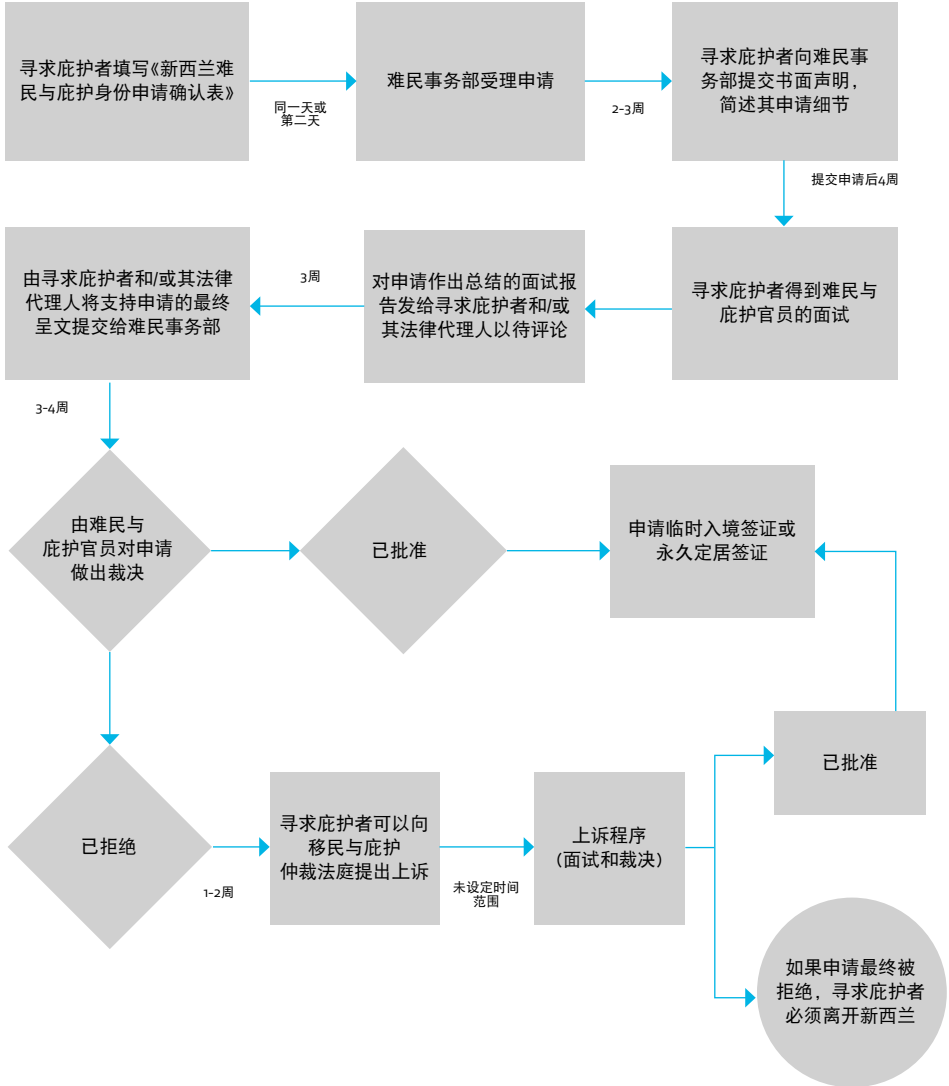 寻求庇护者填写《新西兰难
民与庇护身份申请确认表》
同一天或
第二天
难民事务部受理申请
2-3周
寻求庇护者向难民事
务部提交书面声明，
简述其申请细节
提交申请后4周
寻求庇护者得到难民与
庇护官员的面试
对申请作出总结的面试报
告发给寻求庇护者和/或
其法律代理人以待评论
3周
由寻求庇护者和/或其法律
代理人将支持申请的最终
呈文提交给难民事务部
3-4周
由难民与
庇护官员对申请
做出裁决
已批准
申请临时入境签证或
永久定居签证
已拒绝
1-2周
寻求庇护者可以向
移民与庇护
仲裁法庭提出上诉
未设定时间
范围
上诉程序
（面试和裁决）
已批准
如果申请最终被
拒绝，寻求庇护者
必须离开新西兰